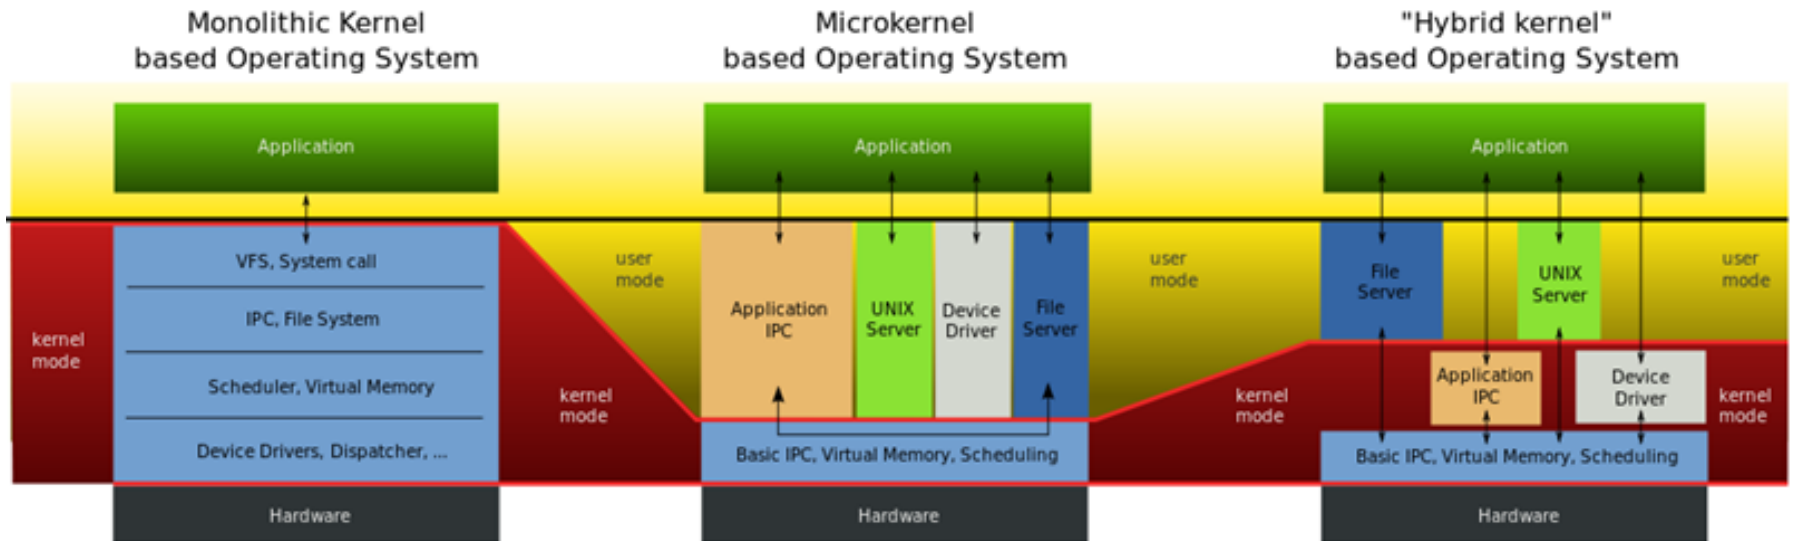 Monolithic Kernel
based Operating System
Microkernel
based Operating System
"Hybrid kernel"
based Operating System
Application
VFS, System call
IPC, File System
Scheduler, Virtual Memory
Device Drivers, Dispatcher, ...
Hardware
kernel
mode
kernel
mode
user
mode
Application
Application
IPC
UNIX
Server
Device
Driver
File
Server
Basic IPC, Virtual Memory, Scheduling
Hardware
user
mode
kernel
mode
Application
File
Server
UNIX
Server
Application
IPC
Device
Driver
Basic IPC, Virtual Memory, Scheduling
Hardware
user
mode
kernel
mode